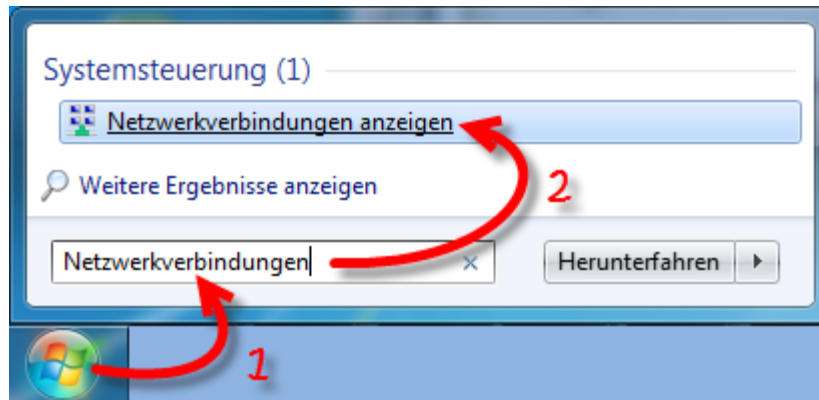 Systemsteuerung (1)
Netzwerkverbindungen anzeigen
Weitere Ergebnisse anzeigen
2
Netzwerkverbindungen
Herunterfahren
1